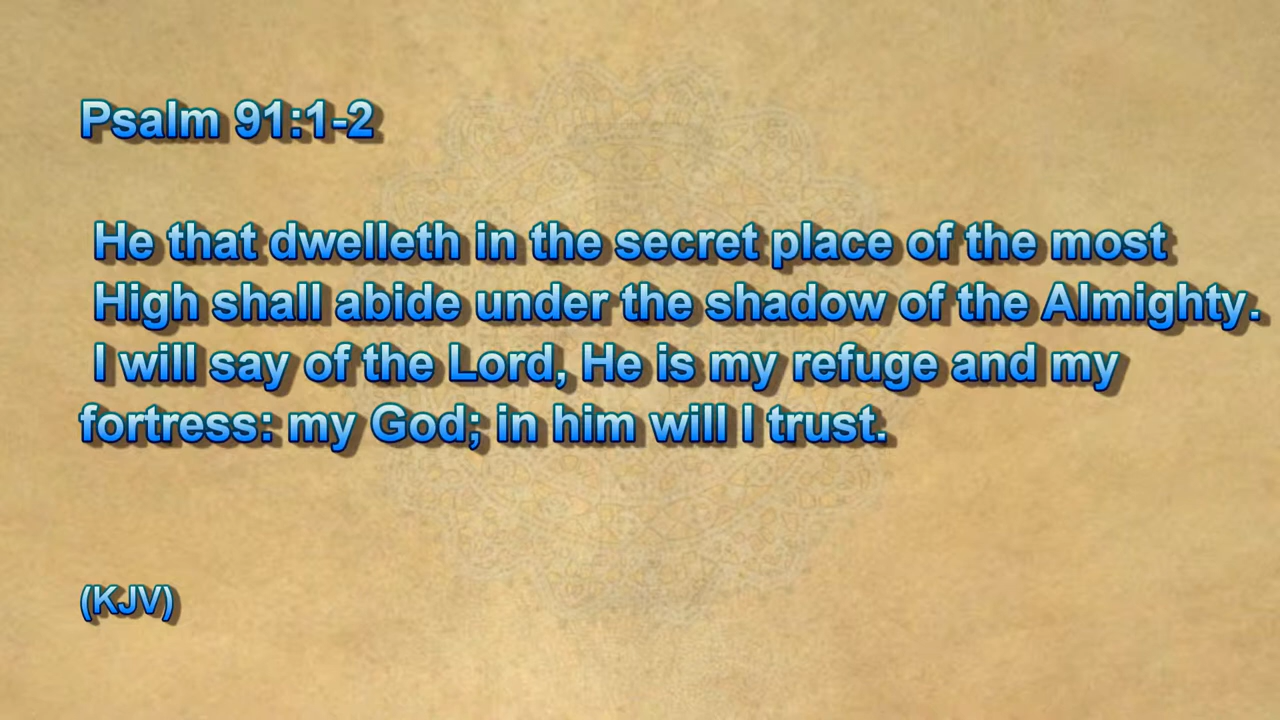 Psalm 91:1-2
He that dwelleth in the secret place of the most
High shall abide under the shadow of the Almighty.
I will say of the Lord, He is my refuge and my
fortress: my God; in him will I trust.
(KJV)